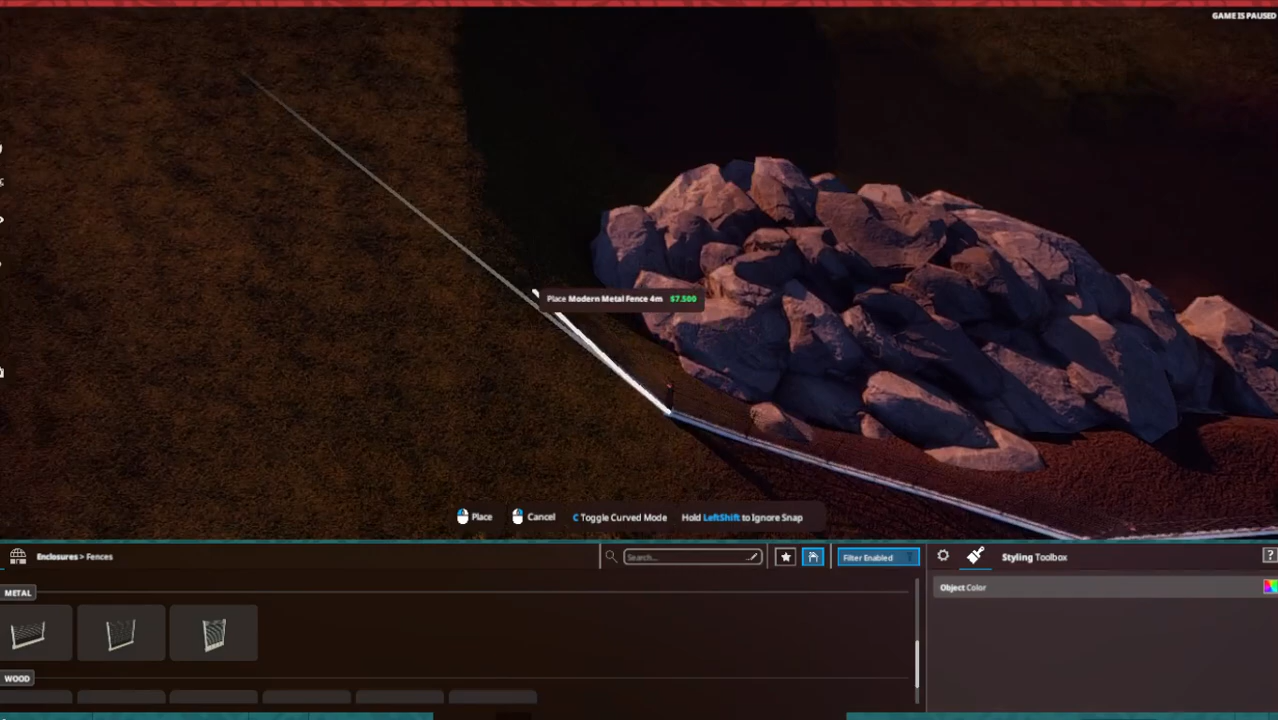 GAME IS PAUSED
Place Modern Metal Fence 4m $7.500
Place Cancel C Toggle Curved Mode Hold LeftShift to Ignore Snap
Enclosures > Fences Search... Filter Enabled Styling Toolbox ?
Object Color
METAL
WOOD